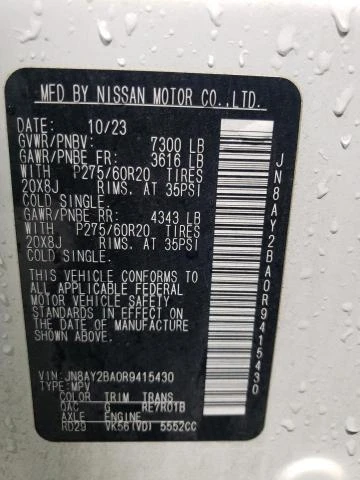 MFD BY NISSAN MOTOR CO.,LTD.
DATE: 10/23
GVWR/PNBV: 7300 LB
GAWR/PNBE FR: 3616 LB
WITH P275/60R20 TIRES
20X8J RIMS. AT 35PSI
COLD SINGLE.
GAWR/PNBE RR: 4343 LB
WITH P275/60R20 TIRES
20X8J RIMS. AT 35PSI
COLD SINGLE.
THIS VEHICLE CONFORMS TO
ALL APPLICABLE FEDERAL
MOTOR VEHICLE SAFETY
STANDARDS IN EFFECT ON
THE DATE OF MANUFACTURE
SHOWN ABOVE.
VIN: JN8AY2BA0R9415430
TYPE: MPV
COLOR TRIM TRANS
QAC G RE7R01B
AXLE ENGINE
RD29 VK56(VD) 5552CC
JN8AY2BA0R9415430